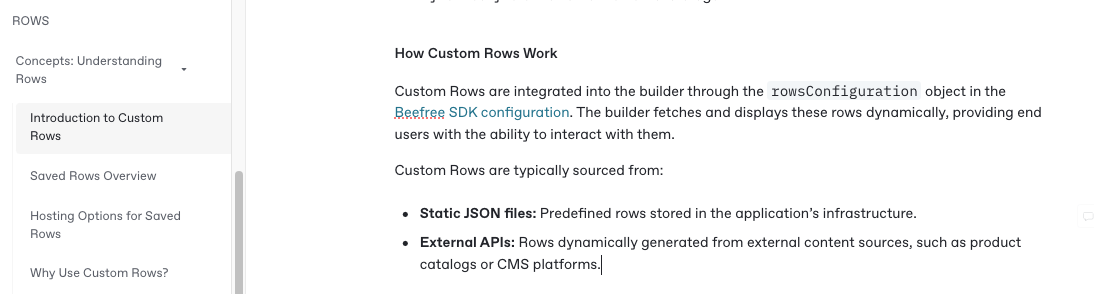 ROWS
Concepts: Understanding
Rows
Introduction to Custom
Rows
Saved Rows Overview
Hosting Options for Saved
Rows
Why Use Custom Rows?
How Custom Rows Work
Custom Rows are integrated into the builder through the rowsConfiguration object in the
Beefree SDK configuration. The builder fetches and displays these rows dynamically, providing end
users with the ability to interact with them.
Custom Rows are typically sourced from:
• Static JSON files: Predefined rows stored in the application’s infrastructure.
• External APIs: Rows dynamically generated from external content sources, such as product
catalogs or CMS platforms.